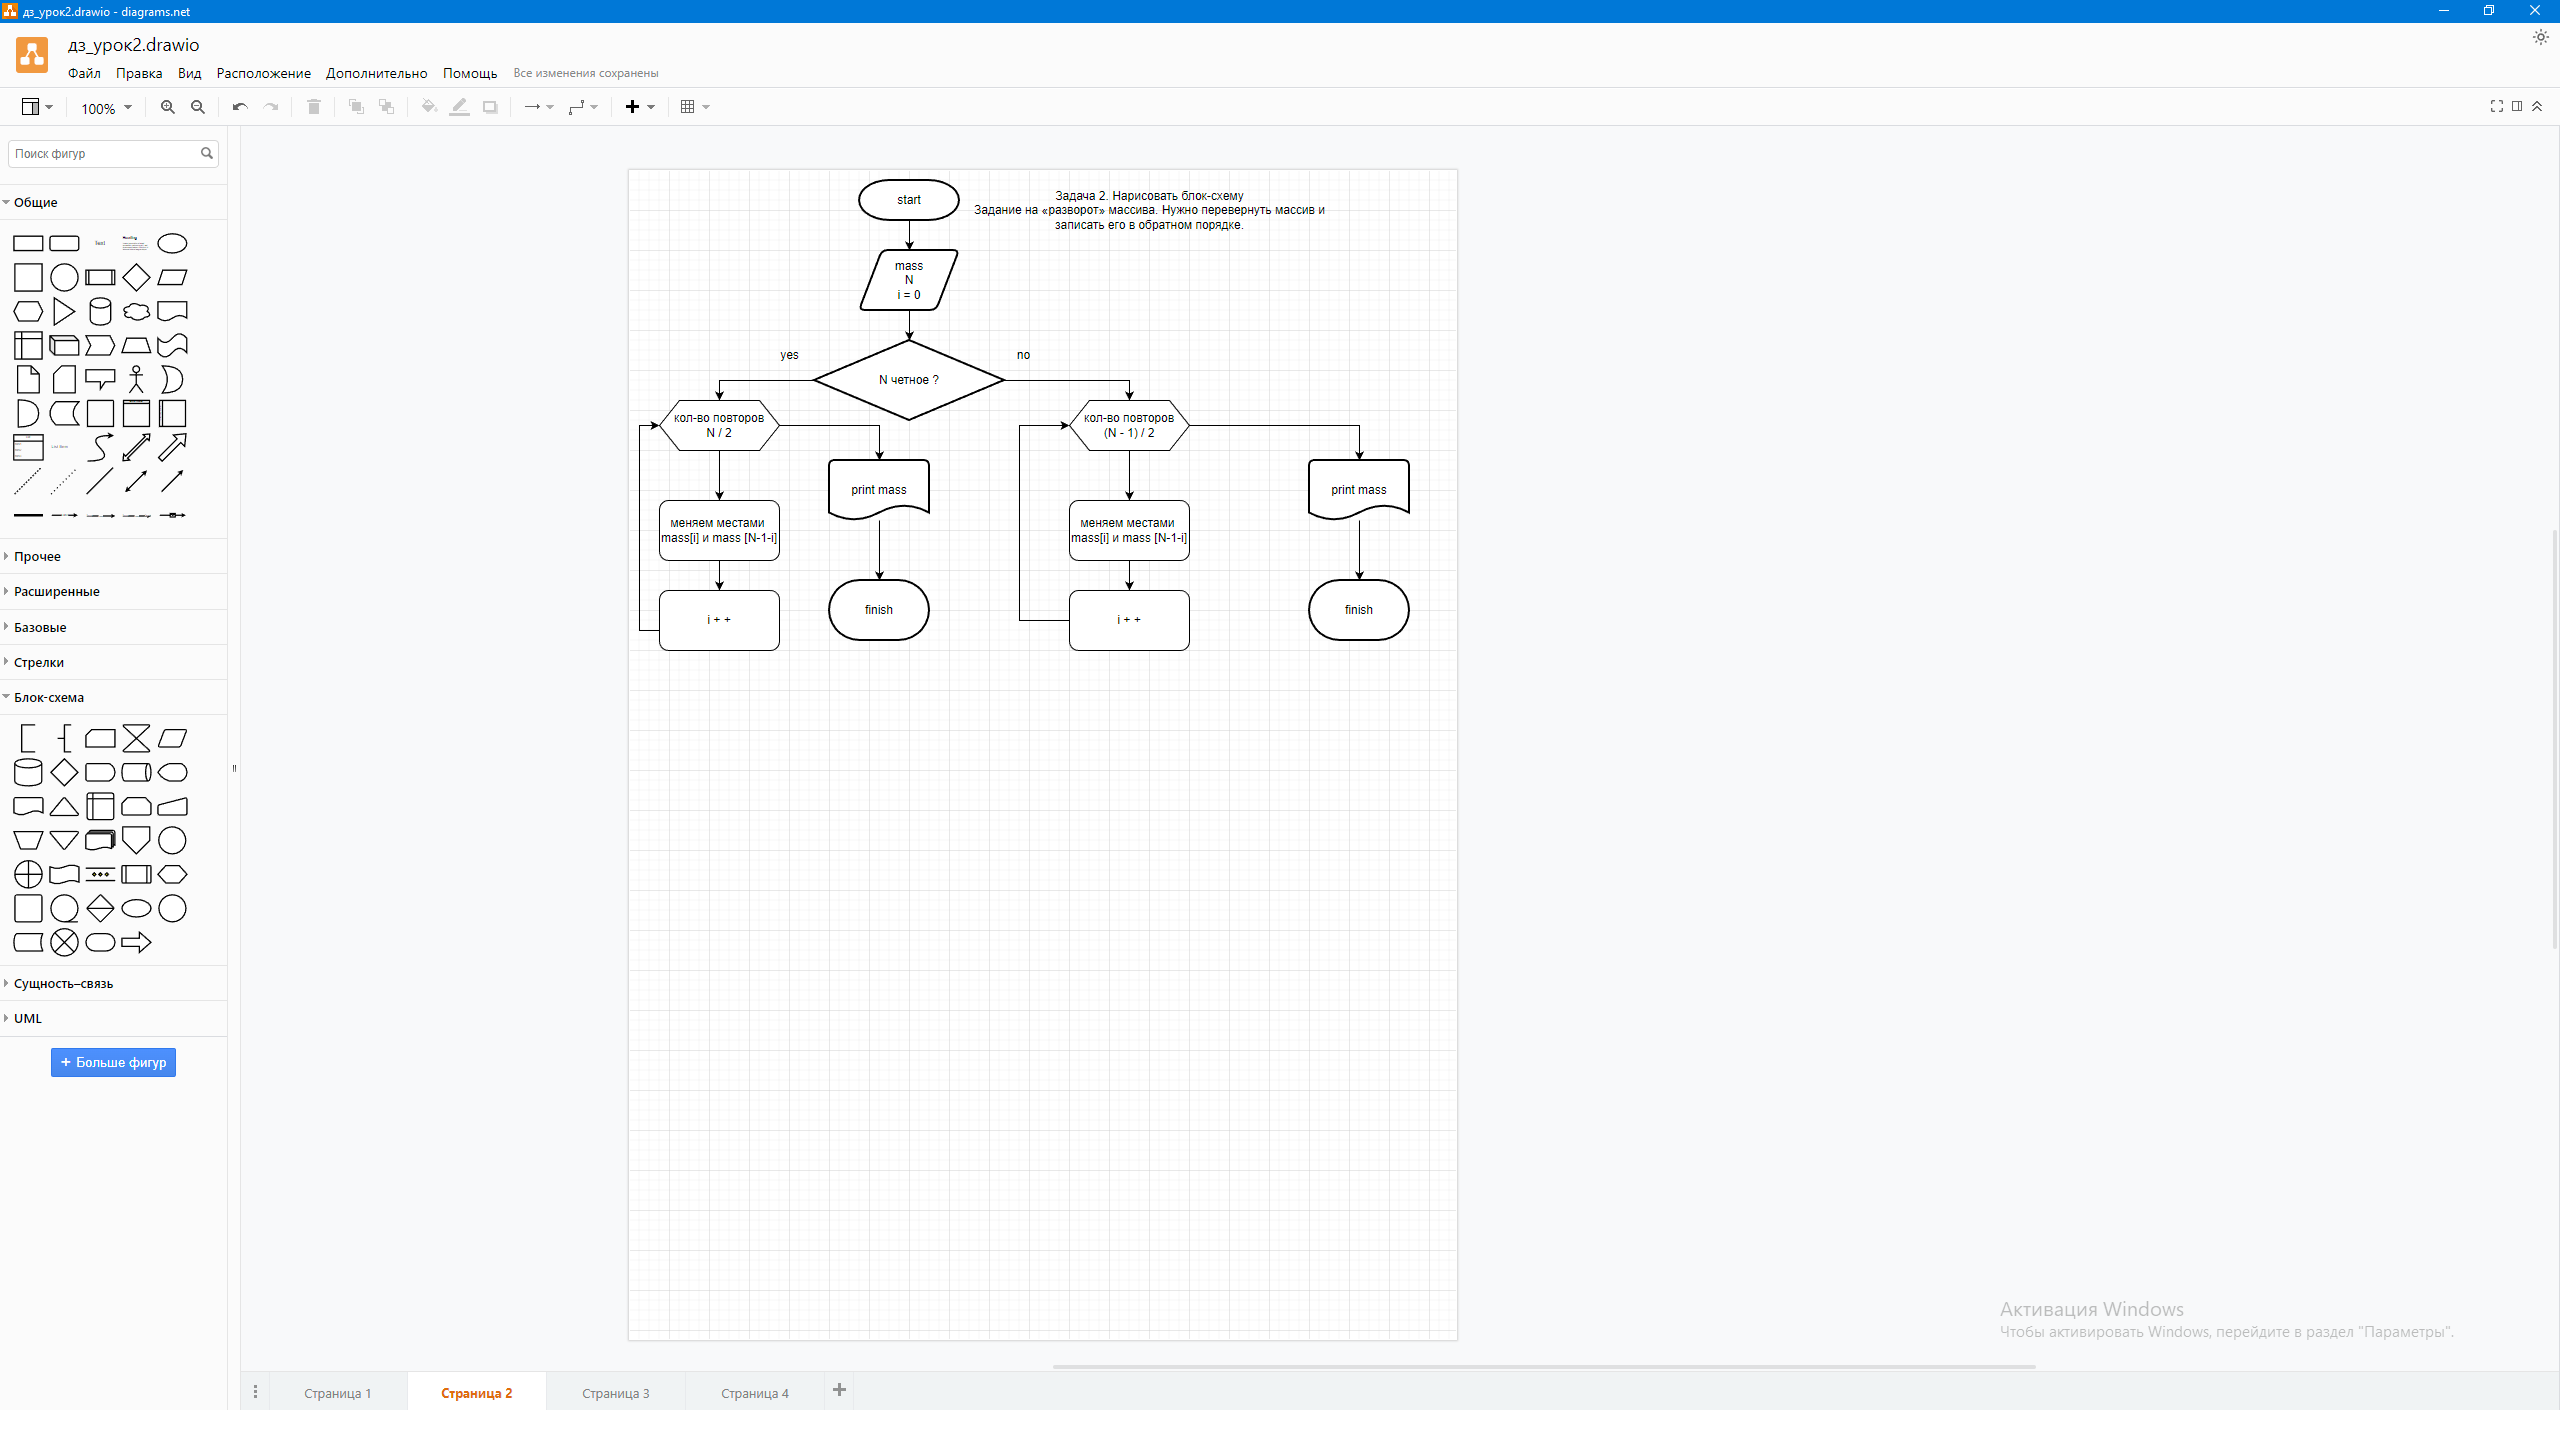 дз_урок2.drawio - diagrams.net
дз_урок2.drawio
Файл Правка Вид Расположение Дополнительно Помощь Все изменения сохранены
100%
Поиск фигур
Общие
Text
Heading
List Item
Прочее
Расширенные
Базовые
Стрелки
Блок-схема
Сущность–связь
UML
+ Больше фигур
start
Задача 2. Нарисовать блок-схему
Задание на «разворот» массива. Нужно перевернуть массив и
записать его в обратном порядке.
mass
N
i = 0
yes
no
N четное ?
кол-во повторов
N / 2
кол-во повторов
(N - 1) / 2
print mass
print mass
меняем местами
mass[i] и mass [N-1-i]
меняем местами
mass[i] и mass [N-1-i]
i + +
finish
i + +
finish
Активация Windows
Чтобы активировать Windows, перейдите в раздел "Параметры".
Страница 1
Страница 2
Страница 3
Страница 4